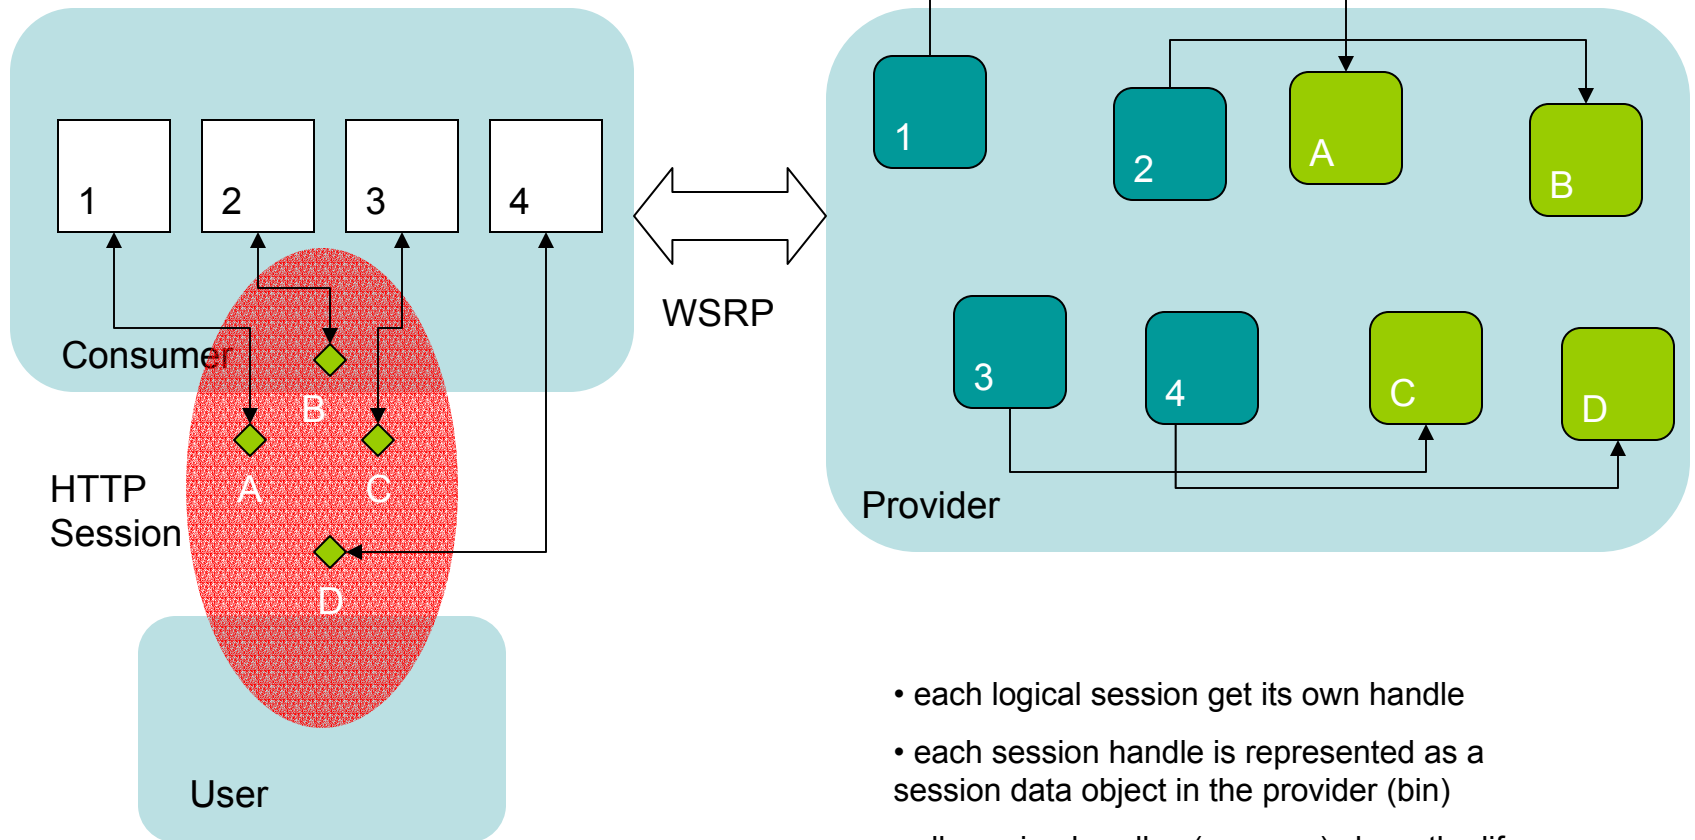 1
2
3
4
Consumer
B
A
C
HTTP
Session
D
User
WSRP
1
2
A
B
3
4
C
D
Provider
• each logical session get its own handle
• each session handle is represented as a
session data object in the provider (bin)